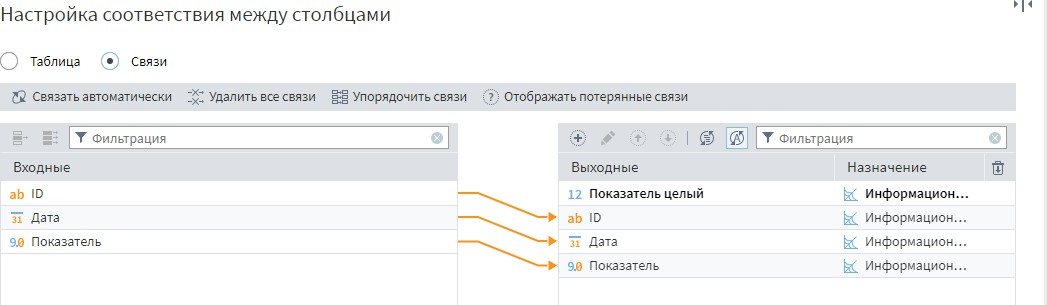 Настройка соответствия между столбцами
Таблица Связи
Связать автоматически Удалить все связи Упорядочить связи Отображать потерянные связи
Фильтрация Фильтрация
Входные Выходные Назначение
ab ID 12 Показатель целый Информацион...
31 Дата ab ID Информацион...
9.0 Показатель 31 Дата Информацион...
9.0 Показатель Информацион...